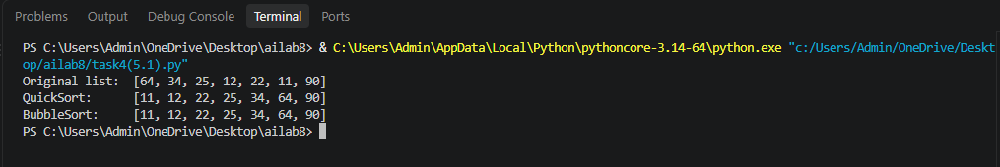 Problems Output Debug Console Terminal Ports
PS C:\Users\Admin\OneDrive\Desktop\ailab8> & C:\Users\Admin\AppData\Local\Python\pythoncore-3.14-64\python.exe "c:/Users/Admin/OneDrive/Deskt
op/ailab8/task4(5.1).py"
Original list:  [64, 34, 25, 12, 22, 11, 90]
QuickSort:      [11, 12, 22, 25, 34, 64, 90]
BubbleSort:     [11, 12, 22, 25, 34, 64, 90]
PS C:\Users\Admin\OneDrive\Desktop\ailab8>